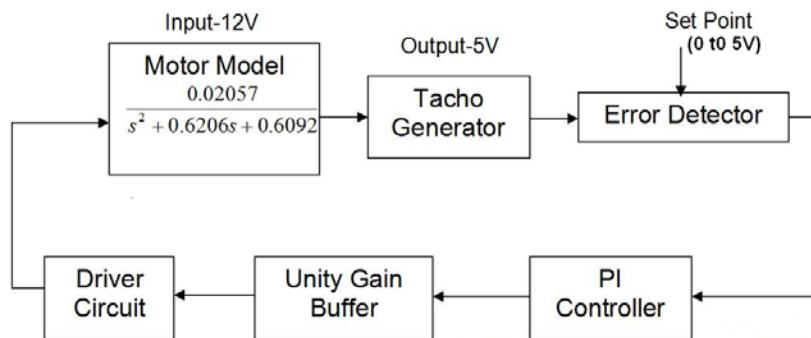 Input-12V
Motor Model
0.02057
s² + 0.6206s + 0.6092
Output-5V
Tacho
Generator
Set Point
(0 t0 5V)
Error Detector
Driver
Circuit
Unity Gain
Buffer
PI
Controller